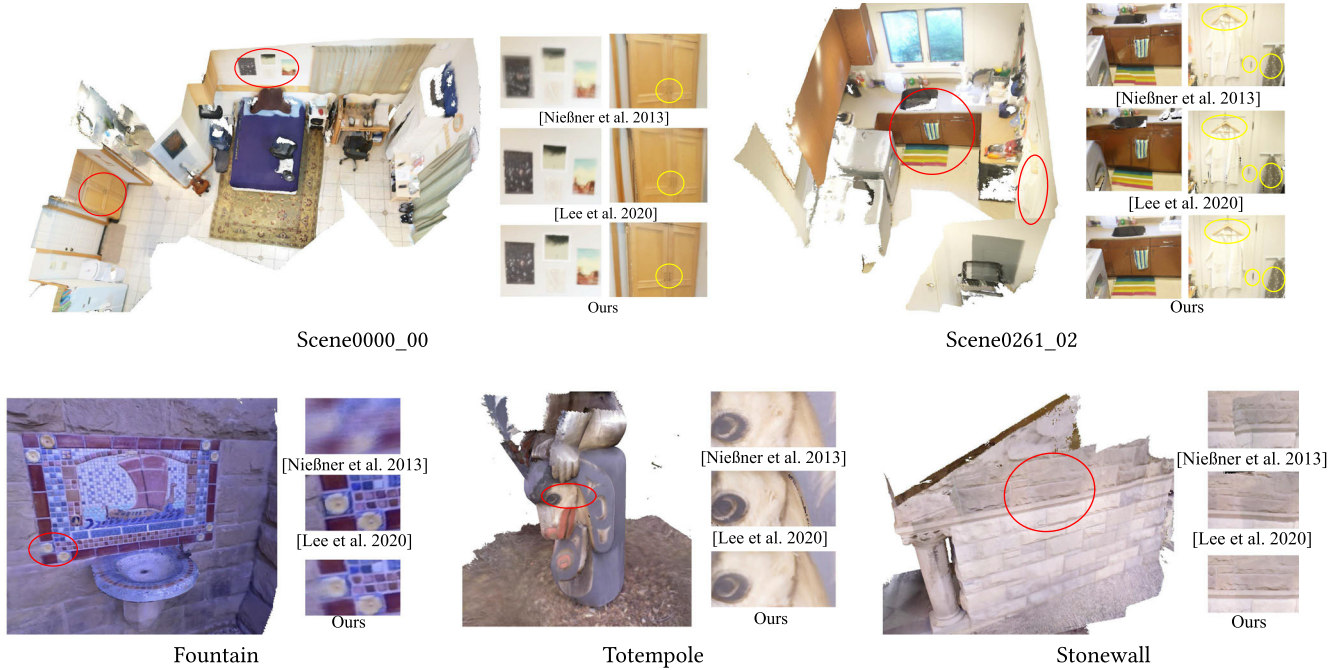 [Nießner et al. 2013]
[Lee et al. 2020]
Ours
Scene0000_00
[Nießner et al. 2013]
[Lee et al. 2020]
Ours
Scene0261_02
[Nießner et al. 2013]
[Lee et al. 2020]
Ours
Fountain
[Nießner et al. 2013]
[Lee et al. 2020]
Ours
Totempole
[Nießner et al. 2013]
[Lee et al. 2020]
Ours
Stonewall